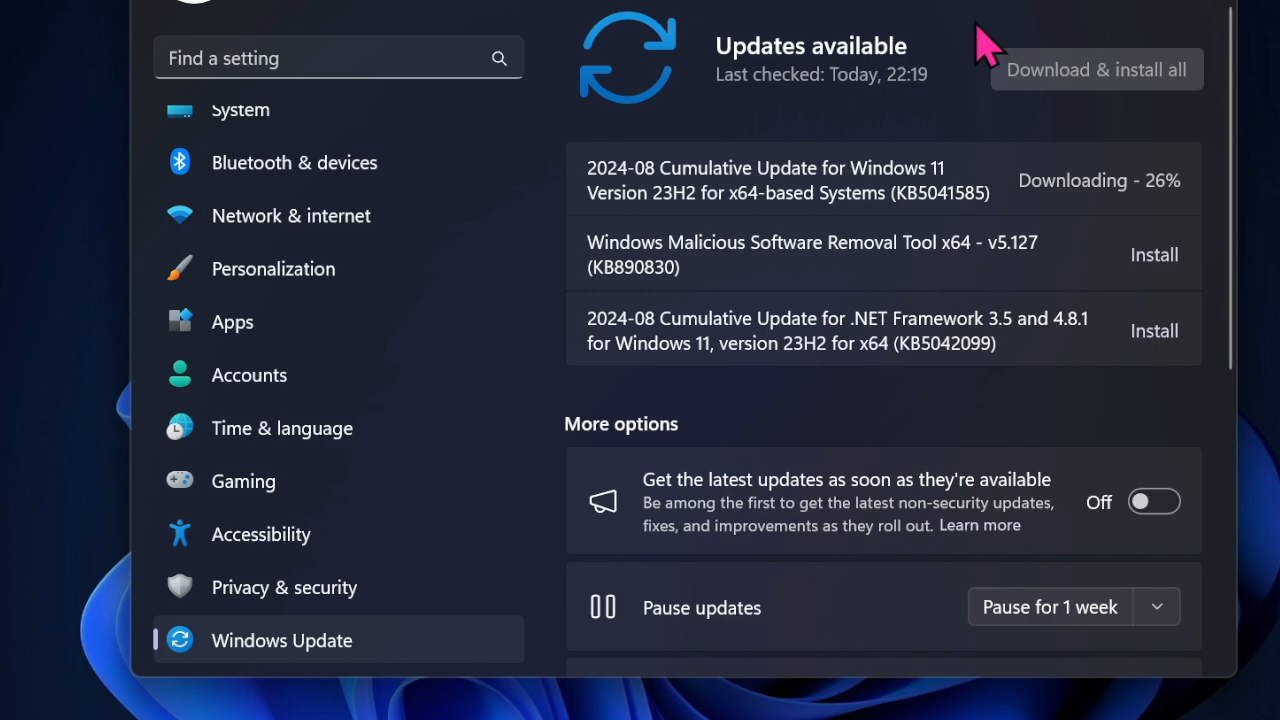 Find a setting
System
Bluetooth & devices
Network & internet
Personalization
Apps
Accounts
Time & language
Gaming
Accessibility
Privacy & security
Windows Update
Updates available
Last checked: Today, 22:19
Download & install all
2024-08 Cumulative Update for Windows 11
Version 23H2 for x64-based Systems (KB5041585)
Downloading - 26%
Windows Malicious Software Removal Tool x64 - v5.127
(KB890830)
Install
2024-08 Cumulative Update for .NET Framework 3.5 and 4.8.1
for Windows 11, version 23H2 for x64 (KB5042099)
Install
More options
Get the latest updates as soon as they're available
Be among the first to get the latest non-security updates,
fixes, and improvements as they roll out. Learn more
Off
Pause updates
Pause for 1 week